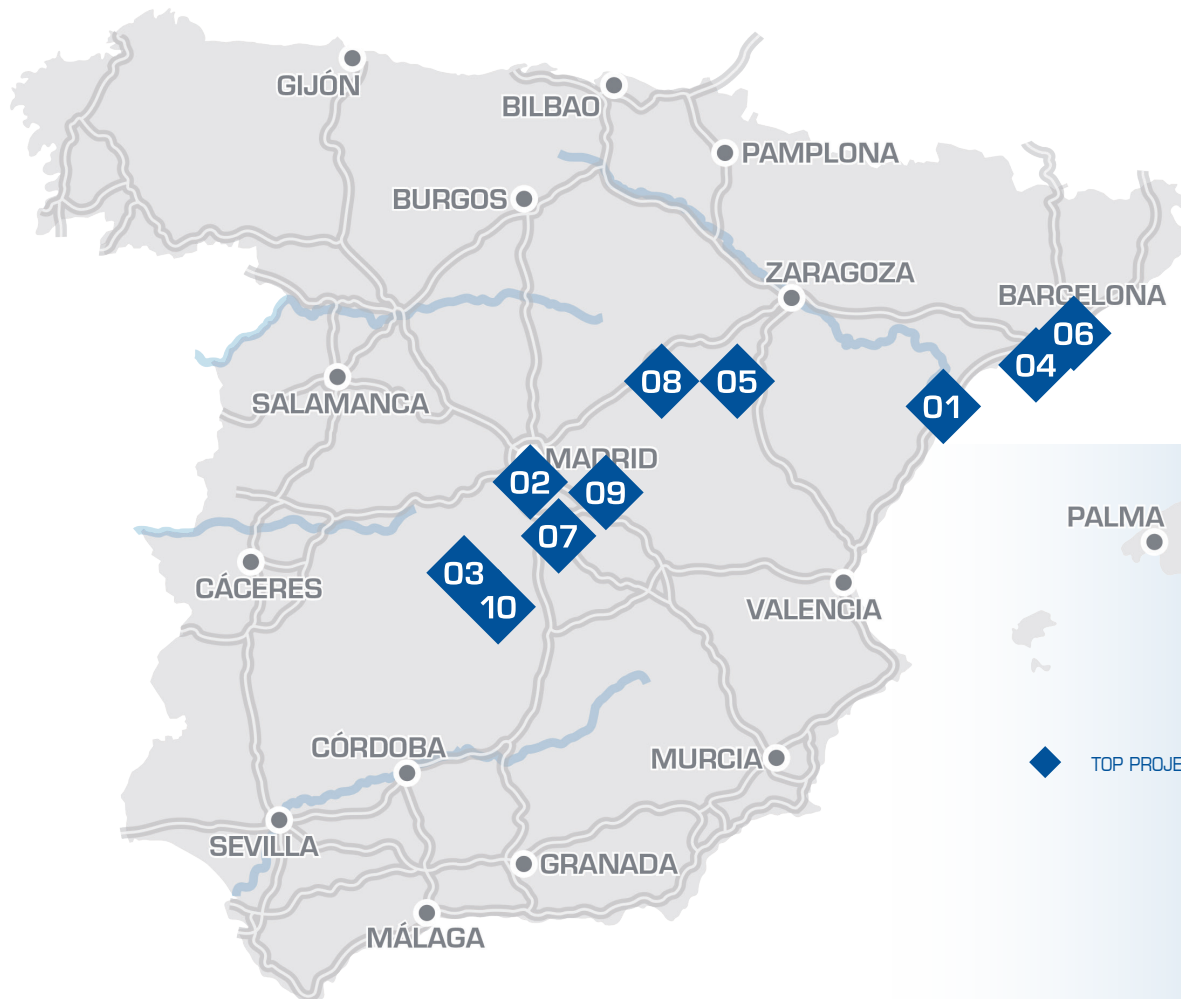 GIJÓN
BILBAO
PAMPLONA
BURGOS
ZARAGOZA
BARCELONA
06
04
08
05
01
SALAMANCA
MADRID
02
09
07
PALMA
03
10
CÁCERES
VALENCIA
CÓRDOBA
MURCIA
TOP PROJE
SEVILLA
GRANADA
MÁLAGA